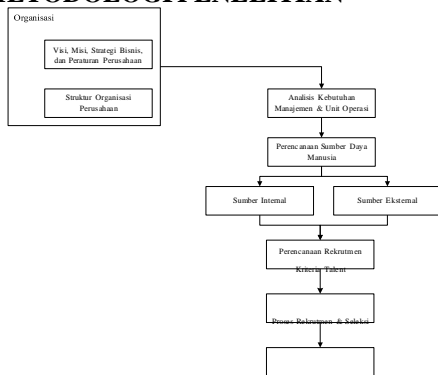 METODOLOGI PENELITIAN
Organisasi
Visi, Misi, Strategi Bisnis,
dan Peraturan Perusahaan
Struktur Organisasi
Perusahaan
Analisis Kebutuhan
Manajemen & Unit Operasi
Perencanaan Sumber Daya
Manusia
Sumber Internal
Sumber Eksternal
Perencanaan Rekrutmen
Kriteria Talent
Proses Rekrutmen & Seleksi